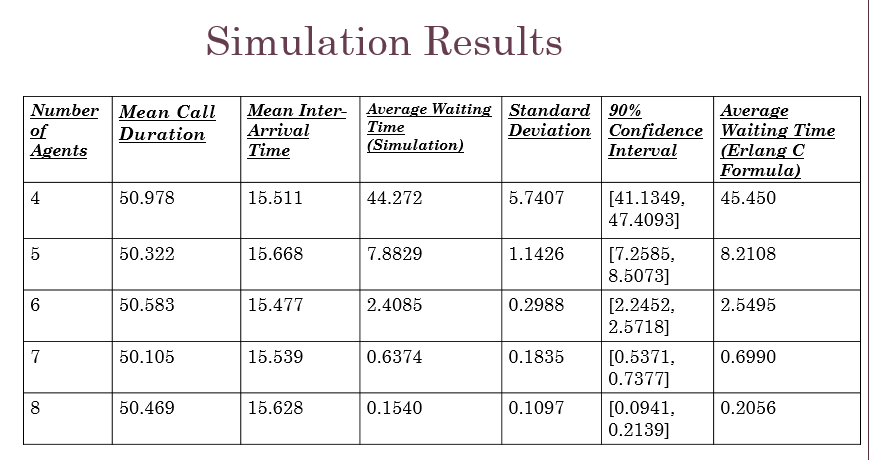 Simulation Results
Number of Agents | Mean Call Duration | Mean Inter-Arrival Time | Average Waiting Time (Simulation) | Standard Deviation | 90% Confidence Interval | Average Waiting Time (Erlang C Formula)
4 | 50.978 | 15.511 | 44.272 | 5.7407 | [41.1349, 47.4093] | 45.450
5 | 50.322 | 15.668 | 7.8829 | 1.1426 | [7.2585, 8.5073] | 8.2108
6 | 50.583 | 15.477 | 2.4085 | 0.2988 | [2.2452, 2.5718] | 2.5495
7 | 50.105 | 15.539 | 0.6374 | 0.1835 | [0.5371, 0.7377] | 0.6990
8 | 50.469 | 15.628 | 0.1540 | 0.1097 | [0.0941, 0.2139] | 0.2056